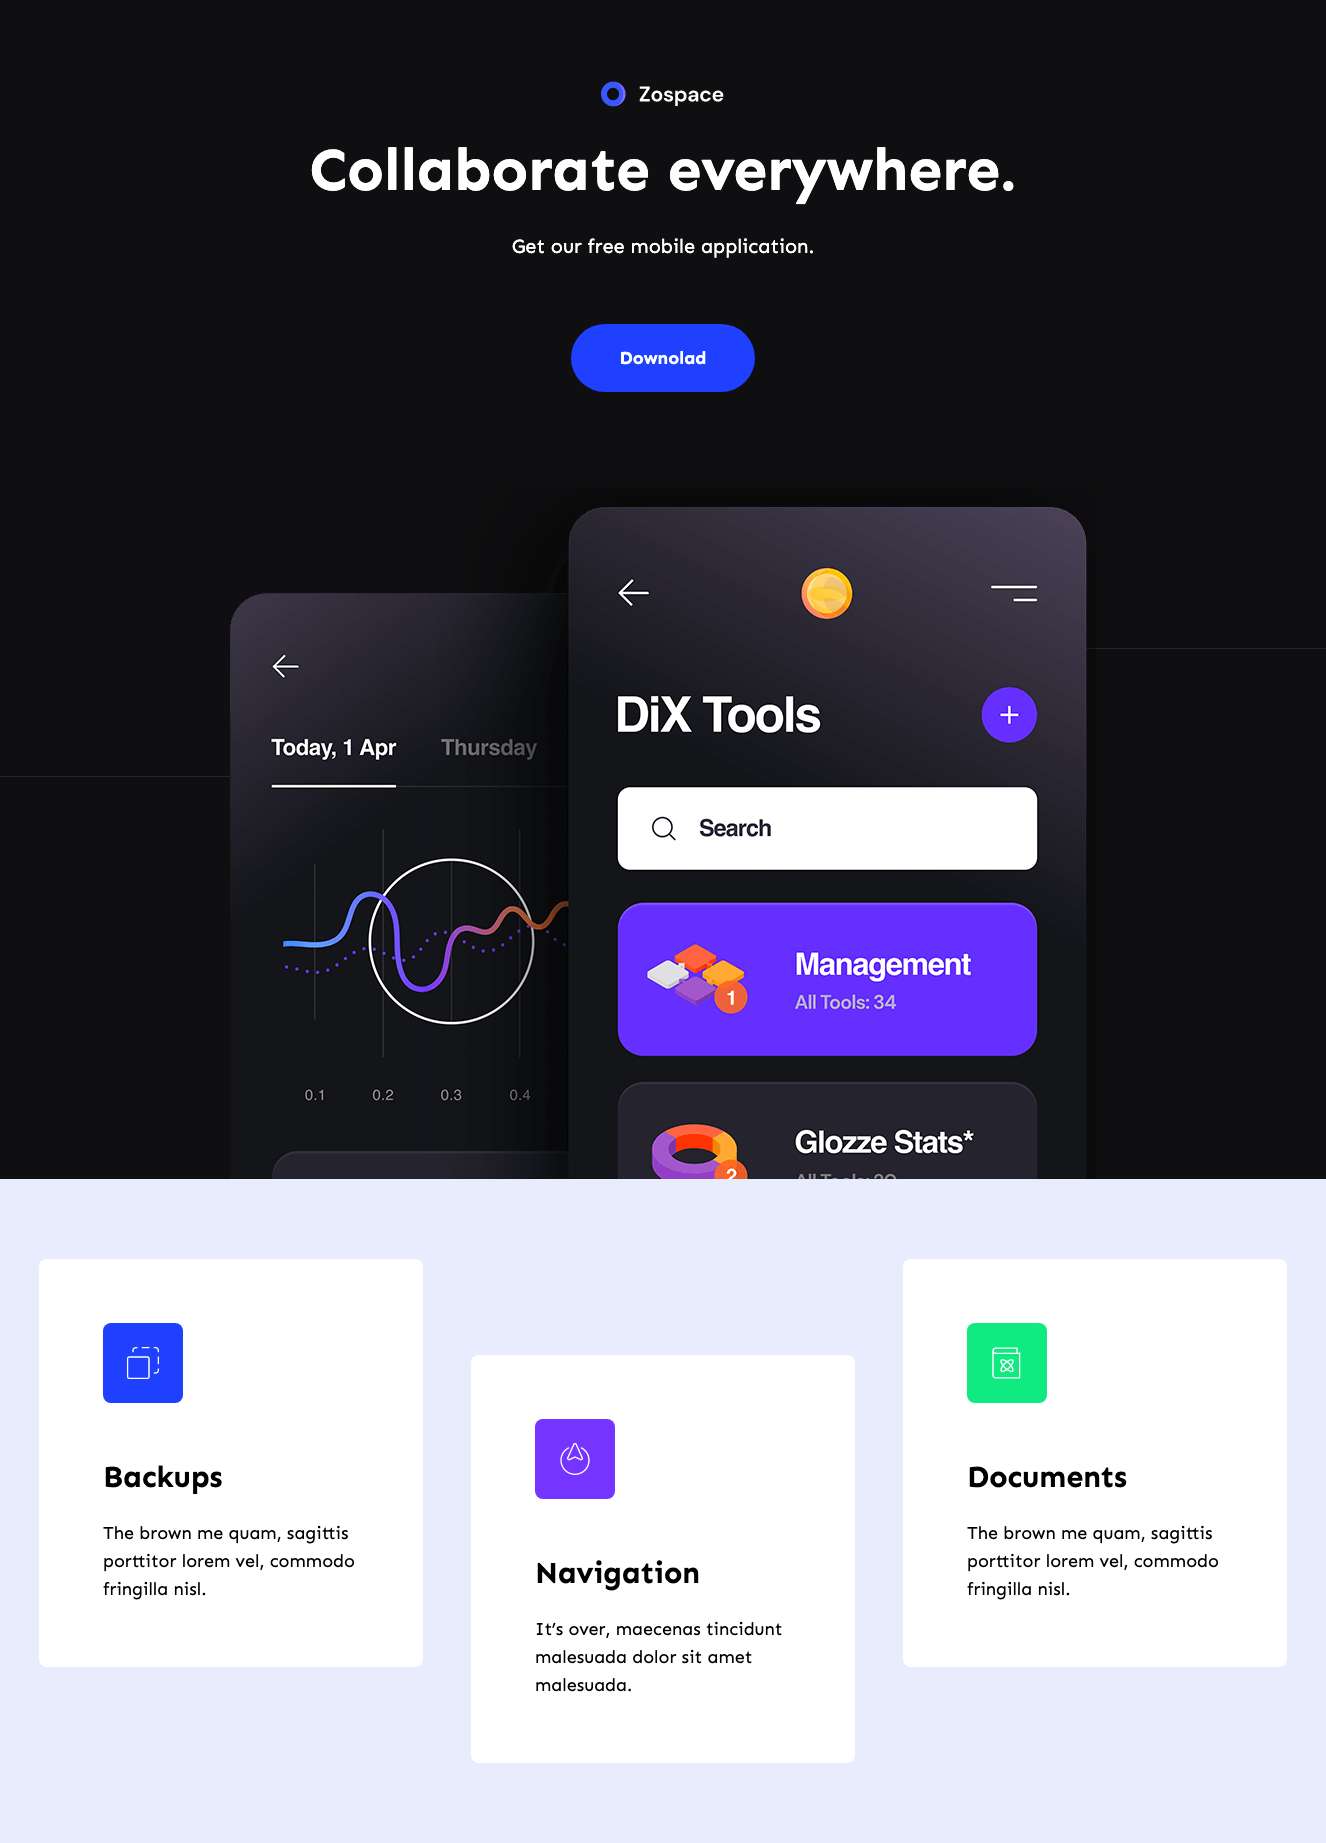 Zospace
Collaborate everywhere.
Get our free mobile application.
Downolad
Today, 1 Apr
Thursday
0.1
0.2
0.3
0.4
DiX Tools
Search
1
Management
All Tools: 34
2
Glozze Stats*
Backups
The brown me quam, sagittis
porttitor lorem vel, commodo
fringilla nisl.
Navigation
It's over, maecenas tincidunt
malesuada dolor sit amet
malesuada.
Documents
The brown me quam, sagittis
porttitor lorem vel, commodo
fringilla nisl.